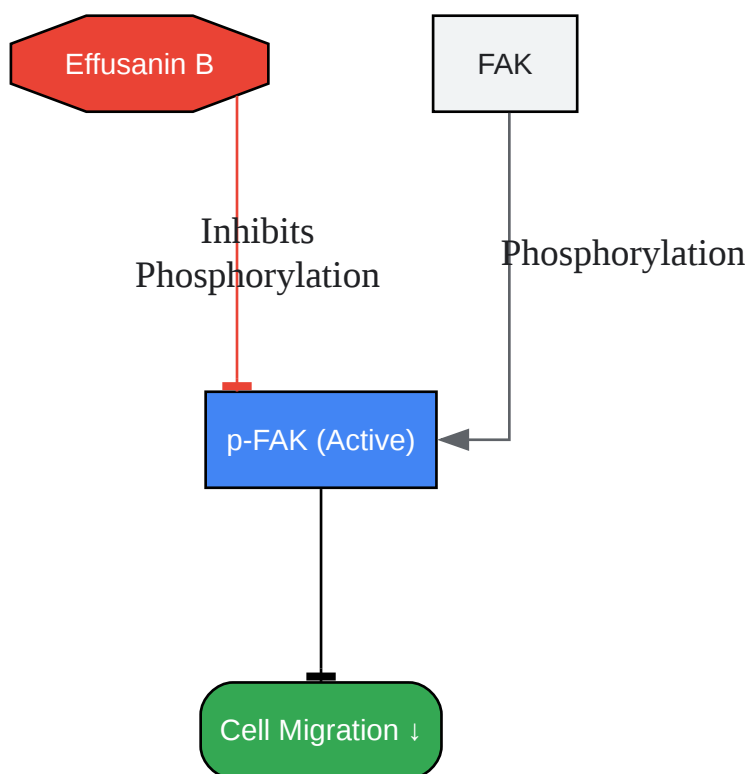 Effusanin B
FAK
Inhibits
Phosphorylation
Phosphorylation
p-FAK (Active)
Cell Migration ↓